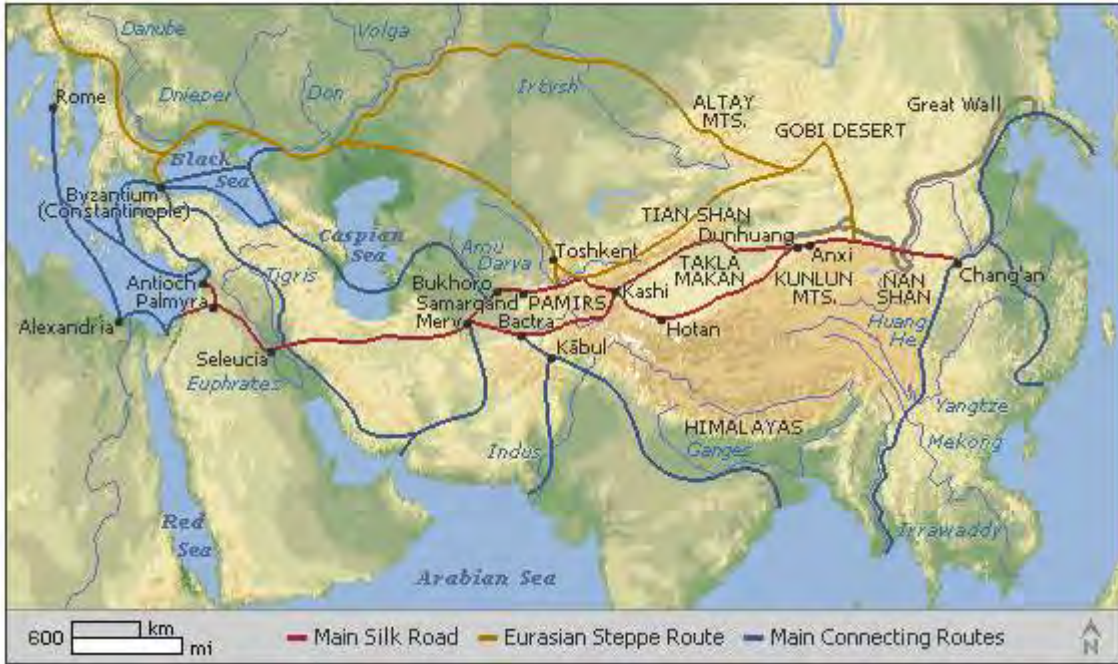 Danube
Volga
Rome
Dnieper
Don
Irtysh
ALTAY
MTS.
Great Wall
GOBI DESERT
Black
Sea
Byzantium
(Constantinople)
Caspian
Sea
TIAN SHAN
Amu
Darya
Toshkent
Dunhuang
Anxi
TAKLA
MAKAN
KUNLUN
MTS.
NAN
SHAN
Chang'an
Tigris
Antioch
Palmyra
Bukhoro
Samarqand
PAMIRS
Kashi
Alexandria
Merv
Bactra
Hotan
Huang
He
Seleucia
Kābul
Euphrates
Yangtze
HIMALAYAS
Indus
Ganges
Mekong
Red
Sea
Irrawaddy
Arabian Sea
600 km
mi
Main Silk Road
Eurasian Steppe Route
Main Connecting Routes
N